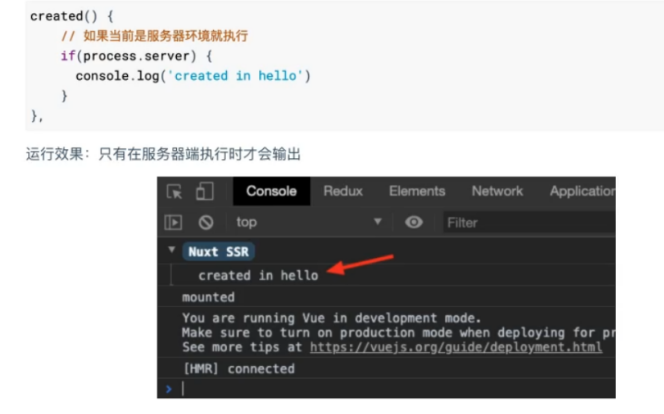 created() {
// 如果当前是服务器环境就执行
if(process.server) {
console.log('created in hello')
}
},
运行效果：只有在服务器端执行时才会输出
Console Redux Elements Network Application
top Filter
Nuxt SSR
created in hello
mounted
You are running Vue in development mode.
Make sure to turn on production mode when deploying for pr
See more tips at https://vuejs.org/guide/deployment.html
[HMR] connected